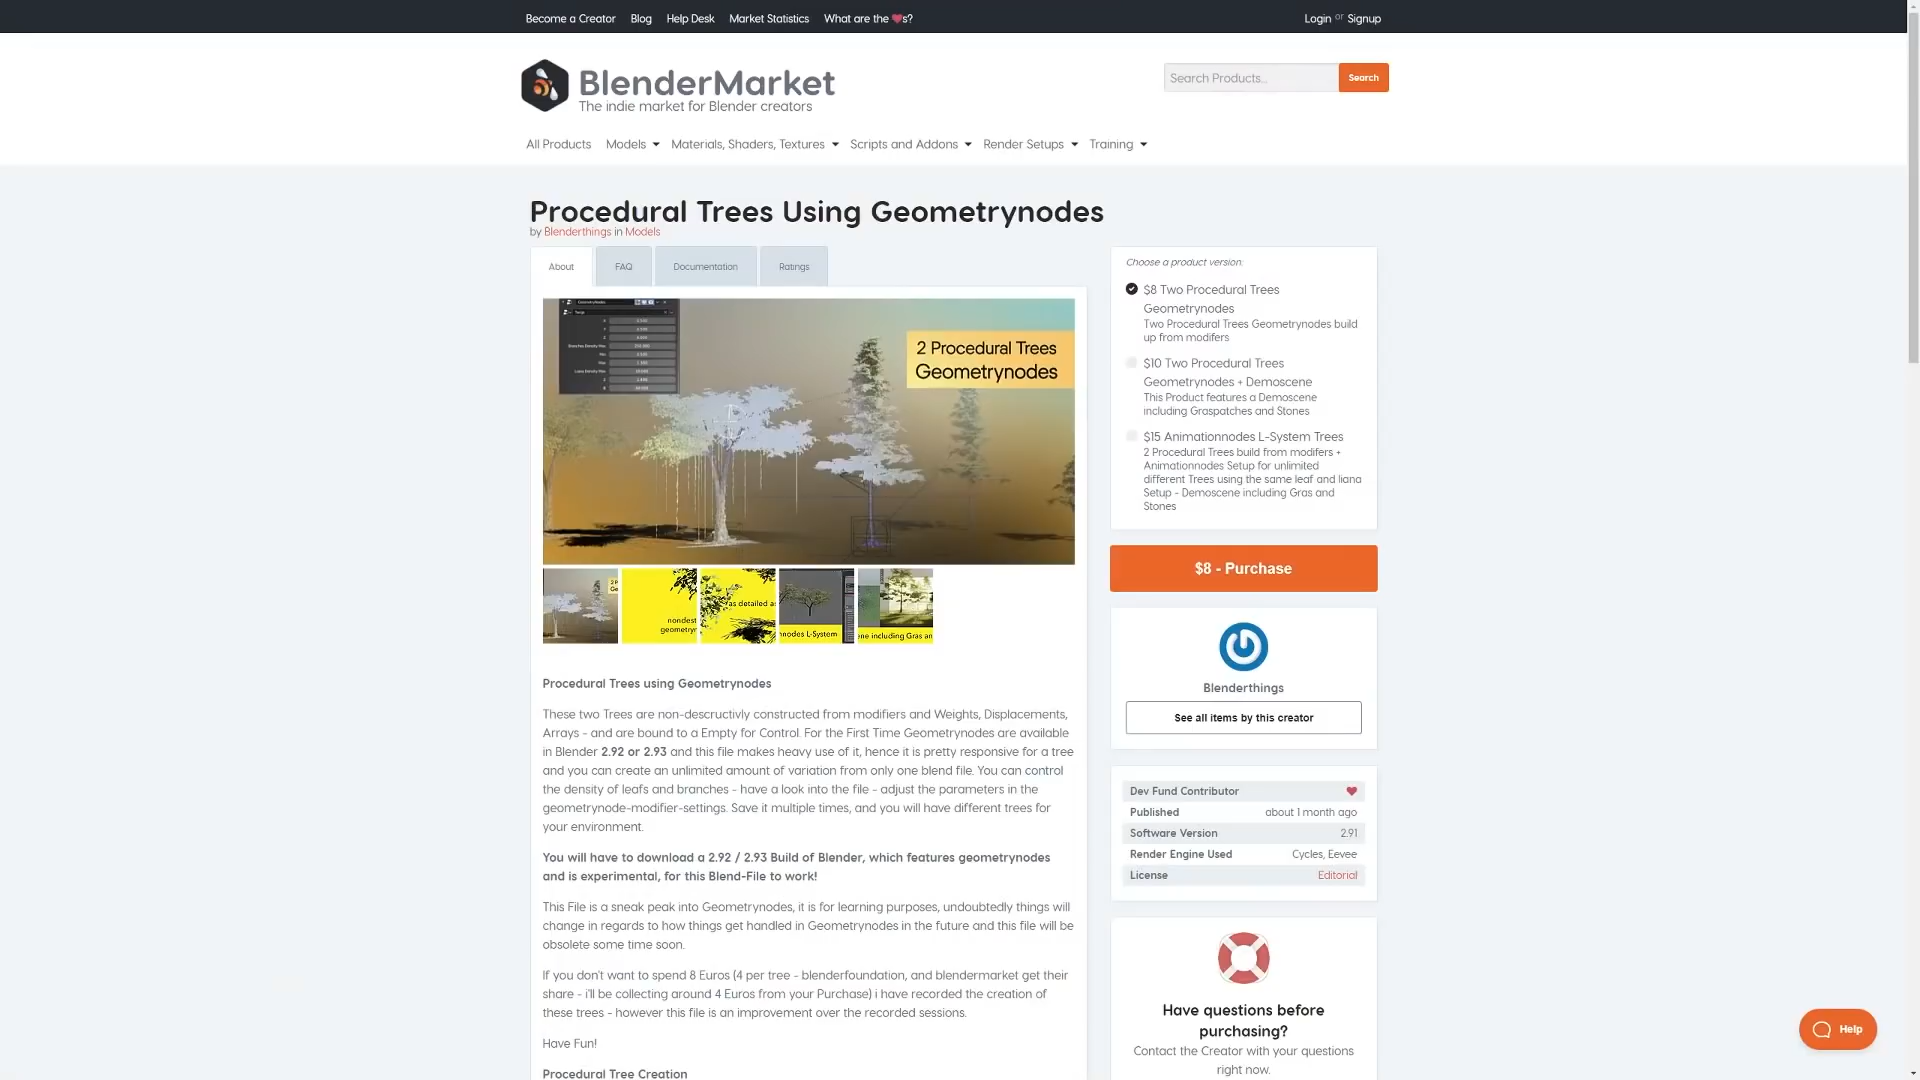 Become a Creator Blog Help Desk Market Statistics What are the ❤s? Login or Signup
BlenderMarket
The indie market for Blender creators
Search Products... Search
All Products Models Materials, Shaders, Textures Scripts and Addons Render Setups Training
Procedural Trees Using Geometrynodes
by Blenderthings in Models
About FAQ Documentation Ratings
2 Procedural Trees
Geometrynodes
nondest
geometry
as detailed as
nnodes L-System
ene including Gras an
Procedural Trees using Geometrynodes
These two Trees are non-descructivly constructed from modifiers and Weights, Displacements,
Arrays - and are bound to a Empty for Control. For the First Time Geometrynodes are available
in Blender 2.92 or 2.93 and this file makes heavy use of it, hence it is pretty responsive for a tree
and you can create an unlimited amount of variation from only one blend file. You can control
the density of leafs and branches - have a look into the file - adjust the parameters in the
geometrynode-modifier-settings. Save it multiple times, and you will have different trees for
your environment.
You will have to download a 2.92 / 2.93 Build of Blender, which features geometrynodes
and is experimental, for this Blend-File to work!
This File is a sneak peak into Geometrynodes, it is for learning purposes, undoubtedly things will
change in regards to how things get handled in Geometrynodes in the future and this file will be
obsolete some time soon.
If you don't want to spend 8 Euros (4 per tree - blenderfoundation, and blendermarket get their
share - i'll be collecting around 4 Euros from your Purchase) i have recorded the creation of
these trees - however this file is an improvement over the recorded sessions.
Have Fun!
Procedural Tree Creation
Choose a product version:
$8 Two Procedural Trees
Geometrynodes
Two Procedural Trees Geometrynodes build
up from modifers
$10 Two Procedural Trees
Geometrynodes + Demoscene
This Product features a Demoscene
including Graspatches and Stones
$15 Animationnodes L-System Trees
2 Procedural Trees build from modifers +
Animationnodes Setup for unlimited
different Trees using the same leaf and liana
Setup - Demoscene including Gras and
Stones
$8 - Purchase
Blenderthings
See all items by this creator
Dev Fund Contributor ❤
Published about 1 month ago
Software Version 2.91
Render Engine Used Cycles, Eevee
License Editorial
Have questions before
purchasing?
Contact the Creator with your questions
right now.
Help